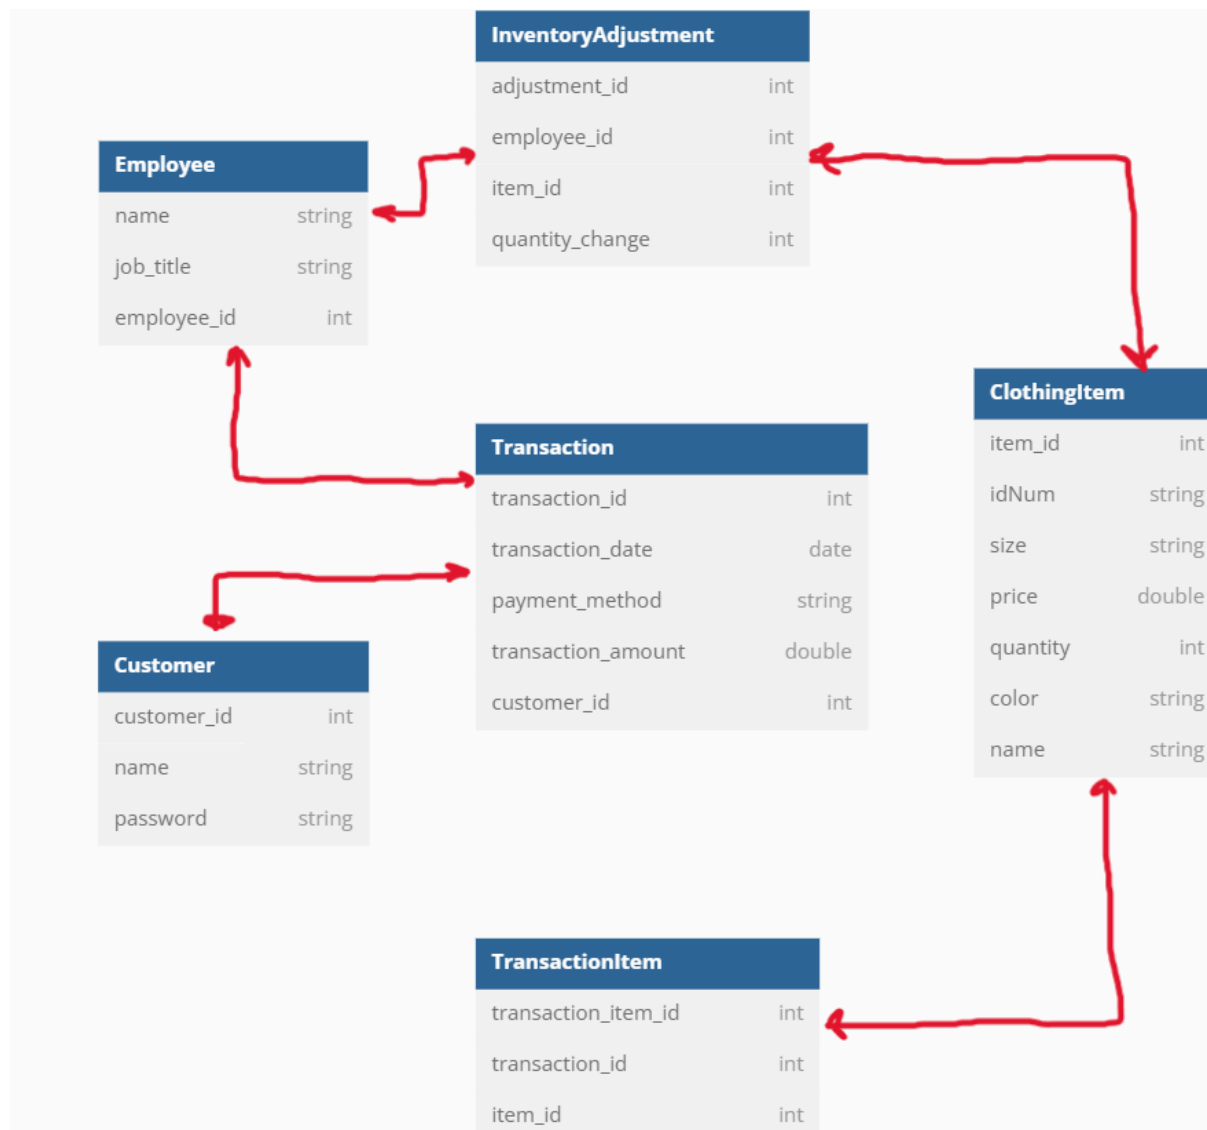 InventoryAdjustment
adjustment_id int
employee_id int
item_id int
quantity_change int
Employee
name string
job_title string
employee_id int
Transaction
transaction_id int
transaction_date date
payment_method string
transaction_amount double
customer_id int
ClothingItem
item_id int
idNum string
size string
price double
quantity int
color string
name string
Customer
customer_id int
name string
password string
TransactionItem
transaction_item_id int
transaction_id int
item_id int